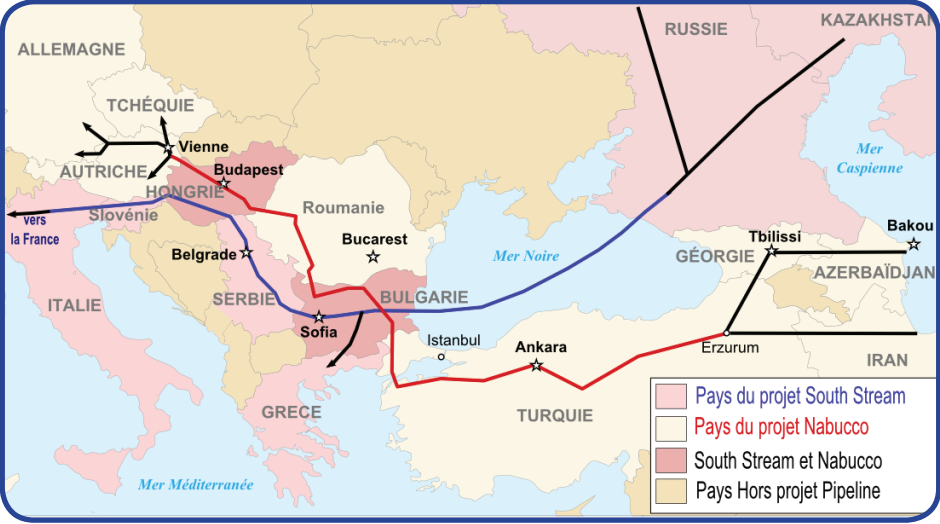 KAZAKHSTAN
RUSSIE
ALLEMAGNE
TCHÉQUIE
Vienne
Mer
Caspienne
AUTRICHE
Budapest
HONGRIE
Slovénie
Roumanie
vers
la France
Bakou
Tbilissi
Bucarest
Belgrade
Mer Noire
GÉORGIE
AZERBAÏDJAN
ITALIE
SERBIE
BULGARIE
Sofia
Istanbul
Ankara
Erzurum
IRAN
GRECE
TURQUIE
Mer Méditerranée
Pays du projet South Stream
Pays du projet Nabucco
South Stream et Nabucco
Pays Hors projet Pipeline